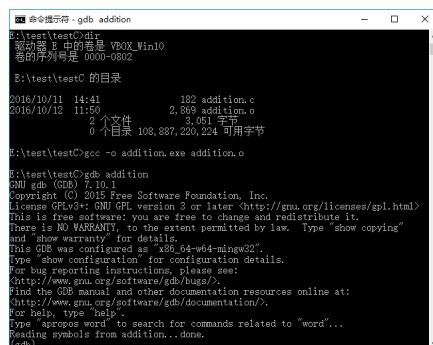 命令提示符 - gdb addition
E:\test\testC>dir
驱动器 E 中的卷是 VBOX_Win10
卷的序列号是 0000-0802
E:\test\testC 的目录
2016/10/11 14:41 182 addition.c
2016/10/12 11:50 2,869 addition.o
2 个文件 3,051 字节
0 个目录 108,887,220,224 可用字节
E:\test\testC>gcc -o addition.exe addition.o
E:\test\testC>gdb addition
GNU gdb (GDB) 7.10.1
Copyright (C) 2015 Free Software Foundation, Inc.
License GPLv3+: GNU GPL version 3 or later <http://gnu.org/licenses/gpl.html>
This is free software: you are free to change and redistribute it.
There is NO WARRANTY, to the extent permitted by law.  Type "show copying"
and "show warranty" for details.
This GDB was configured as "x86_64-w64-mingw32".
Type "show configuration" for configuration details.
For bug reporting instructions, please see:
<http://www.gnu.org/software/gdb/bugs/>.
Find the GDB manual and other documentation resources online at:
<http://www.gnu.org/software/gdb/documentation/>.
For help, type "help".
Type "apropos word" to search for commands related to "word"...
Reading symbols from addition...done.
(gdb)